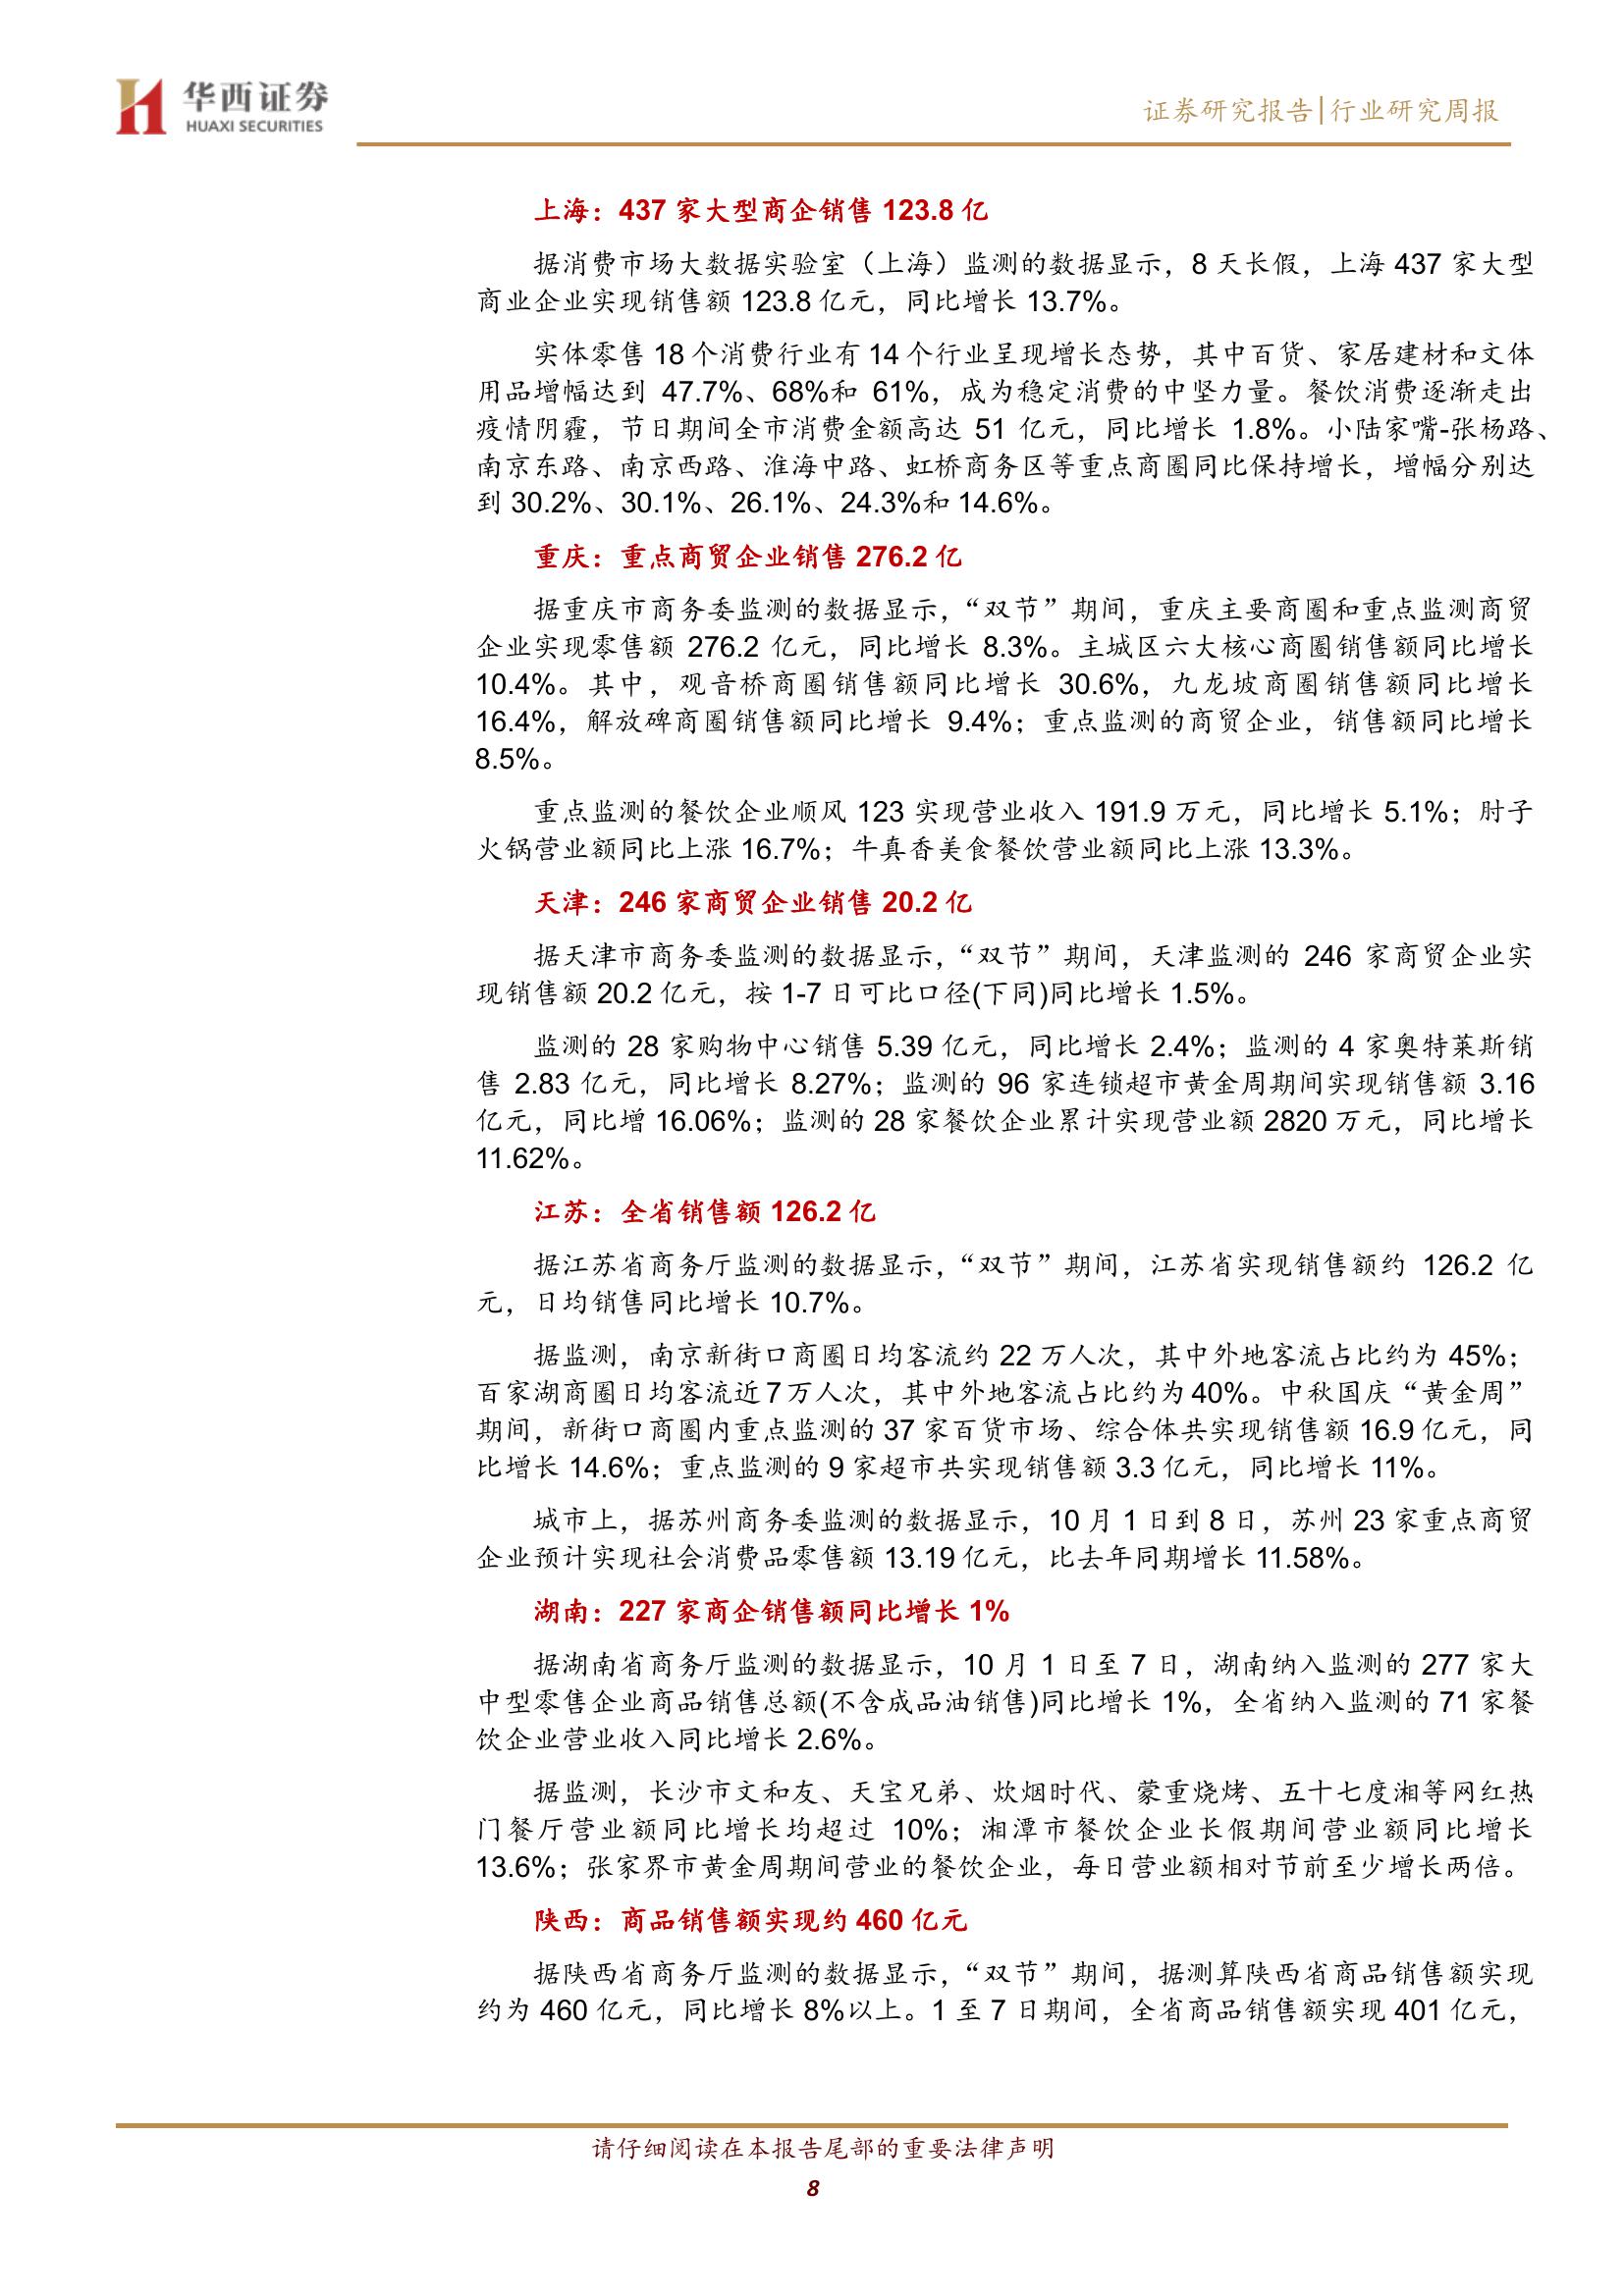 华西证券
HUAXI SECURITIES
证券研究报告|行业研究周报
上海：437 家大型商企销售 123.8 亿
据消费市场大数据实验室（上海）监测的数据显示，8 天长假，上海 437 家大型
商业企业实现销售额 123.8 亿元，同比增长 13.7%。
实体零售 18 个消费行业有 14 个行业呈现增长态势，其中百货、家居建材和文体
用品增幅达到 47.7%、68%和 61%，成为稳定消费的中坚力量。餐饮消费逐渐走出
疫情阴霾，节日期间全市消费金额高达 51 亿元，同比增长 1.8%。小陆家嘴-张杨路、
南京东路、南京西路、淮海中路、虹桥商务区等重点商圈同比保持增长，增幅分别达
到 30.2%、30.1%、26.1%、24.3%和 14.6%。
重庆：重点商贸企业销售 276.2 亿
据重庆市商务委监测的数据显示，“双节”期间，重庆主要商圈和重点监测商贸
企业实现零售额 276.2 亿元，同比增长 8.3%。主城区六大核心商圈销售额同比增长
10.4%。其中，观音桥商圈销售额同比增长 30.6%，九龙坡商圈销售额同比增长
16.4%，解放碑商圈销售额同比增长 9.4%；重点监测的商贸企业，销售额同比增长
8.5%。
重点监测的餐饮企业顺风 123 实现营业收入 191.9 万元，同比增长 5.1%；肘子
火锅营业额同比上涨 16.7%；牛真香美食餐饮营业额同比上涨 13.3%。
天津：246 家商贸企业销售 20.2 亿
据天津市商务委监测的数据显示，“双节”期间，天津监测的 246 家商贸企业实
现销售额 20.2 亿元，按 1-7 日可比口径(下同)同比增长 1.5%。
监测的 28 家购物中心销售 5.39 亿元，同比增长 2.4%；监测的 4 家奥特莱斯销
售 2.83 亿元，同比增长 8.27%；监测的 96 家连锁超市黄金周期间实现销售额 3.16
亿元，同比增 16.06%；监测的 28 家餐饮企业累计实现营业额 2820 万元，同比增长
11.62%。
江苏：全省销售额 126.2 亿
据江苏省商务厅监测的数据显示，“双节”期间，江苏省实现销售额约 126.2 亿
元，日均销售同比增长 10.7%。
据监测，南京新街口商圈日均客流约 22 万人次，其中外地客流占比约为 45%；
百家湖商圈日均客流近 7 万人次，其中外地客流占比约为 40%。中秋国庆“黄金周”
期间，新街口商圈内重点监测的 37 家百货市场、综合体共实现销售额 16.9 亿元，同
比增长 14.6%；重点监测的 9 家超市共实现销售额 3.3 亿元，同比增长 11%。
城市上，据苏州商务委监测的数据显示，10 月 1 日到 8 日，苏州 23 家重点商贸
企业预计实现社会消费品零售额 13.19 亿元，比去年同期增长 11.58%。
湖南：227 家商企销售额同比增长 1%
据湖南省商务厅监测的数据显示，10 月 1 日至 7 日，湖南纳入监测的 277 家大
中型零售企业商品销售总额(不含成品油销售)同比增长 1%，全省纳入监测的 71 家餐
饮企业营业收入同比增长 2.6%。
据监测，长沙市文和友、天宝兄弟、炊烟时代、蒙重烧烤、五十七度湘等网红热
门餐厅营业额同比增长均超过 10%；湘潭市餐饮企业长假期间营业额同比增长
13.6%；张家界市黄金周期间营业的餐饮企业，每日营业额相对节前至少增长两倍。
陕西：商品销售额实现约 460 亿元
据陕西省商务厅监测的数据显示，“双节”期间，据测算陕西省商品销售额实现
约为 460 亿元，同比增长 8%以上。1 至 7 日期间，全省商品销售额实现 401 亿元，
请仔细阅读在本报告尾部的重要法律声明
8